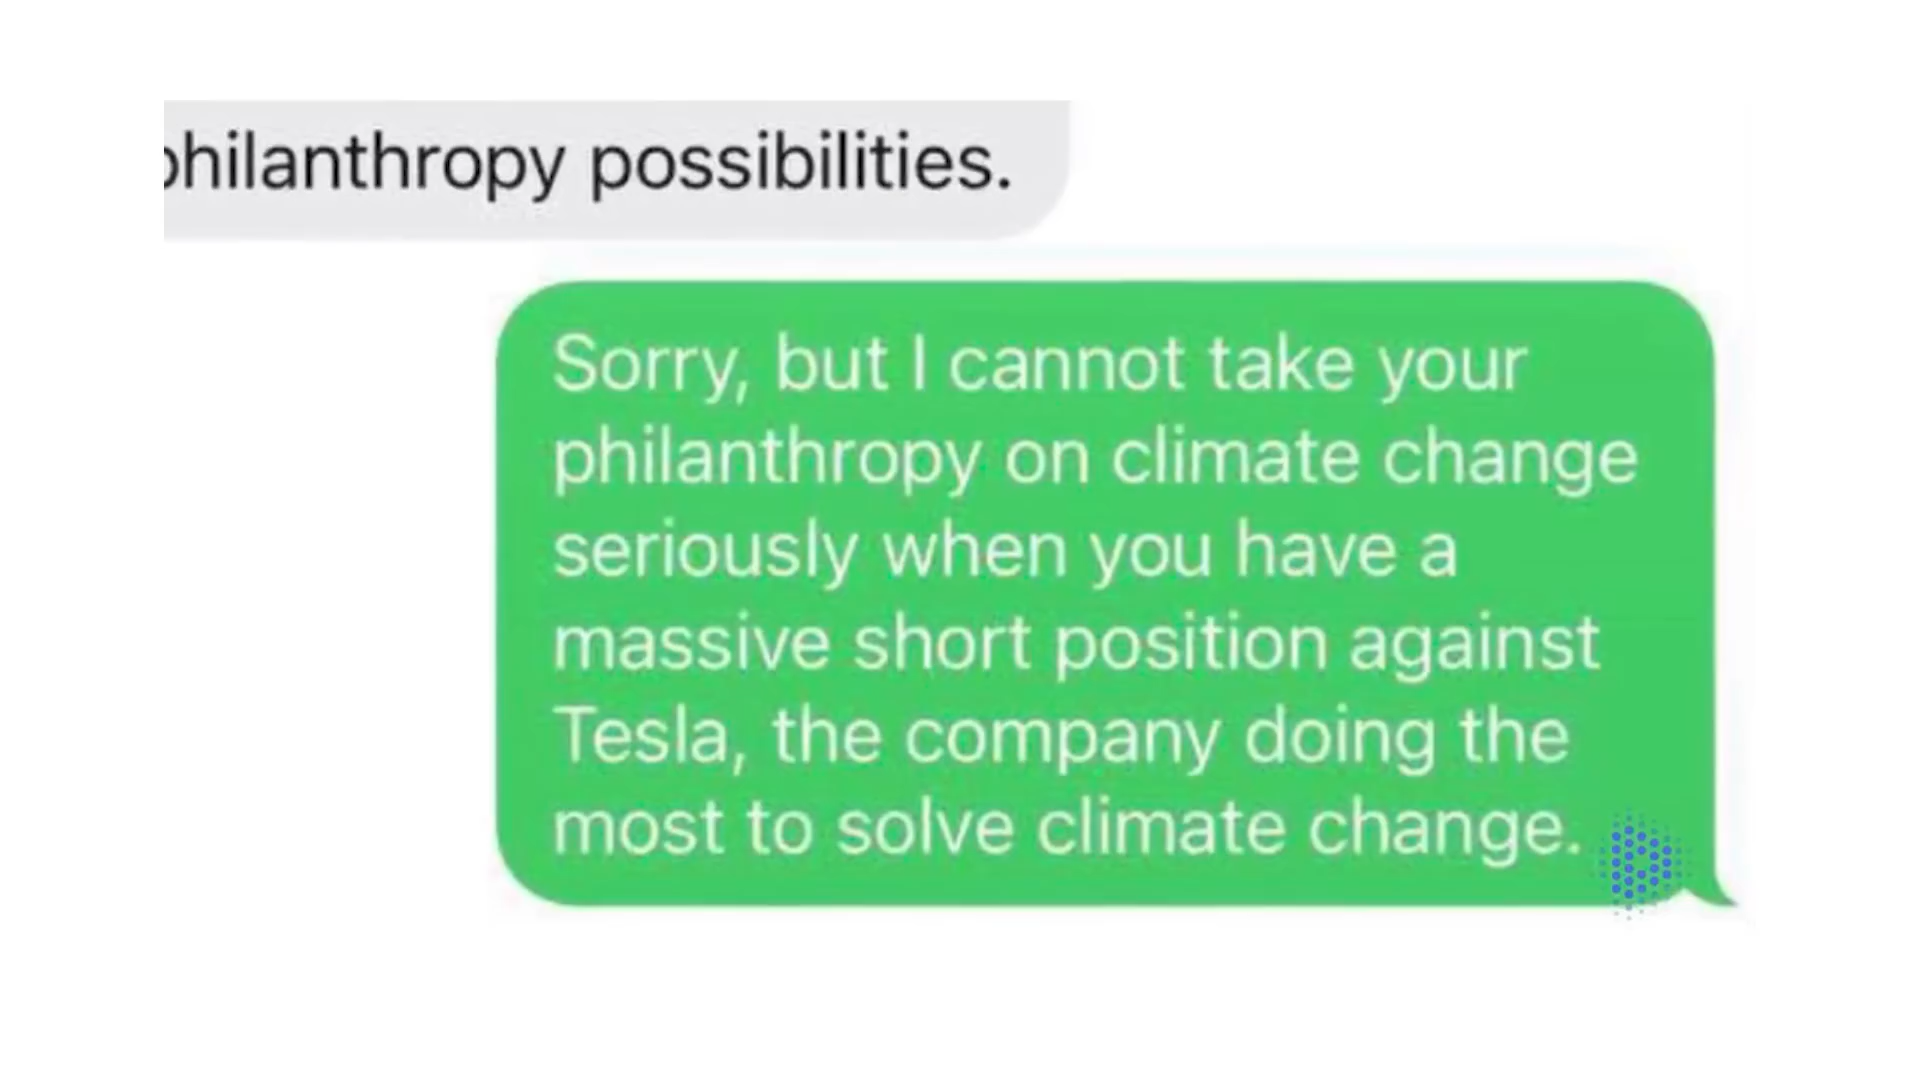 philanthropy possibilities.
Sorry, but I cannot take your
philanthropy on climate change
seriously when you have a
massive short position against
Tesla, the company doing the
most to solve climate change.